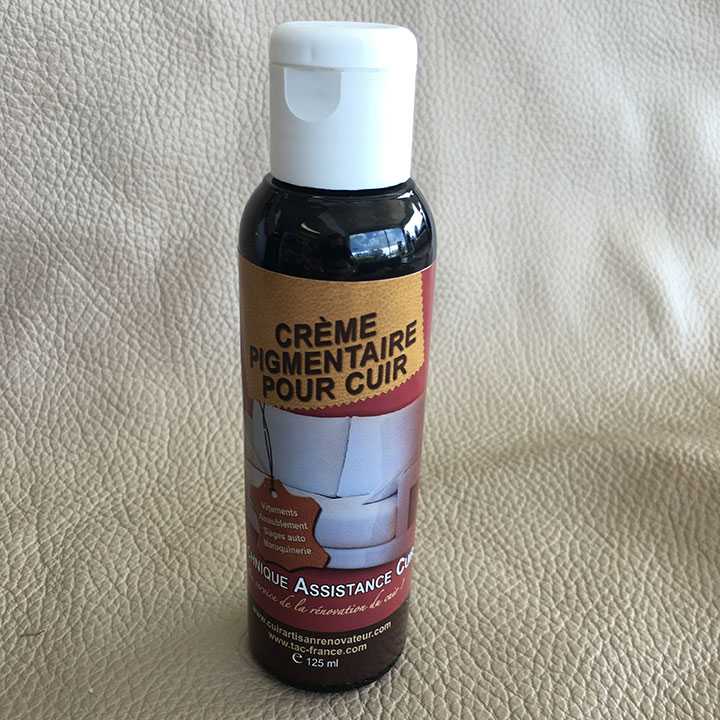 CRÈME
PIGMENTAIRE
POUR CUIR
Vêtements
Ameublement
Sièges auto
Maroquinerie
ASSISTANCE
service de la rénovation du cuir
www.cuirartisanrenovateur.com
www.tac-france.com
℮ 125 ml